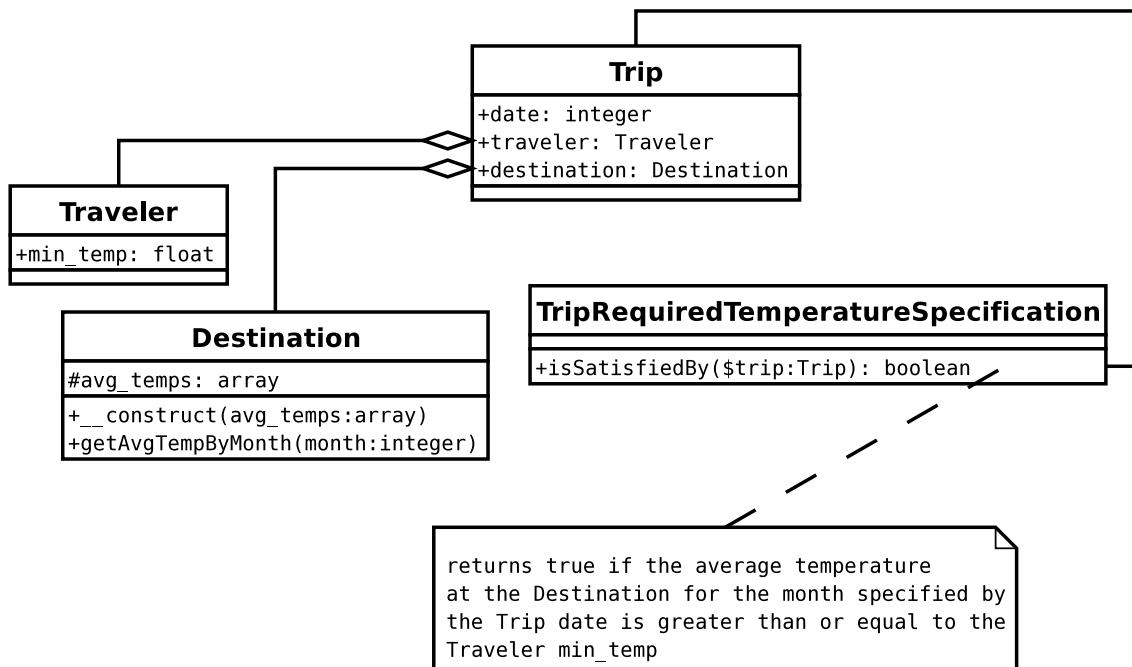 Trip
+date: integer
+traveler: Traveler
+destination: Destination
Traveler
+min_temp: float
Destination
#avg_temps: array
+__construct(avg_temps:array)
+getAvgTempByMonth(month:integer)
TripRequiredTemperatureSpecification
+isSatisfiedBy($trip:Trip): boolean
returns true if the average temperature
at the Destination for the month specified by
the Trip date is greater than or equal to the
Traveler min_temp